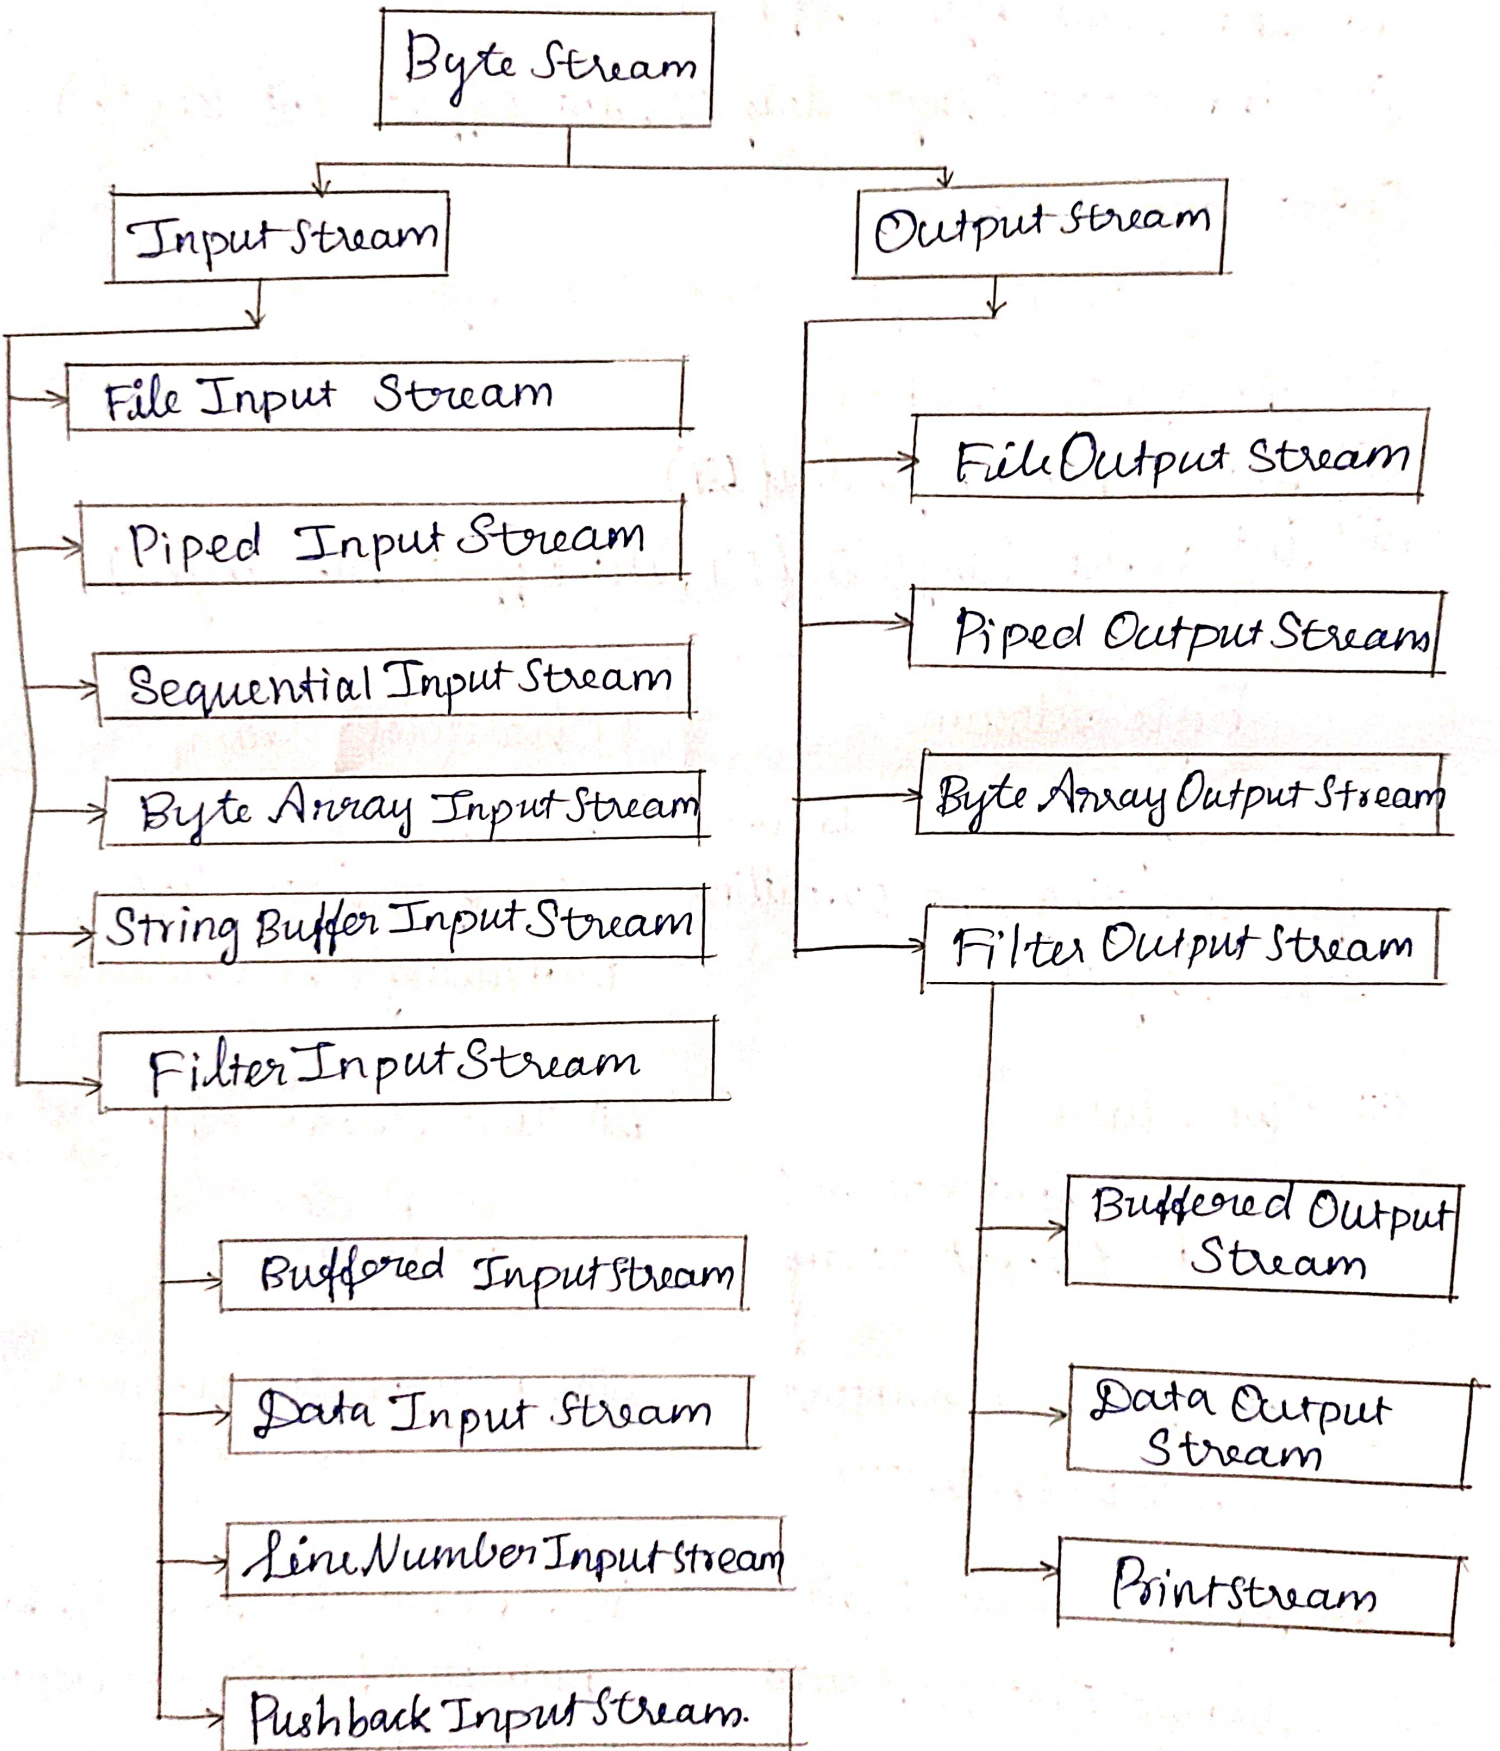 Byte Stream
Input Stream
Output Stream
File Input Stream
Piped Input Stream
Sequential Input Stream
Byte Array Input Stream
String Buffer Input Stream
Filter Input Stream
Buffered Input Stream
Data Input Stream
Line Number Input Stream
Pushback Input Stream.
File Output Stream
Piped Output Stream
Byte Array Output Stream
Filter Output Stream
Buffered Output
Stream
Data Output
Stream
Printstream